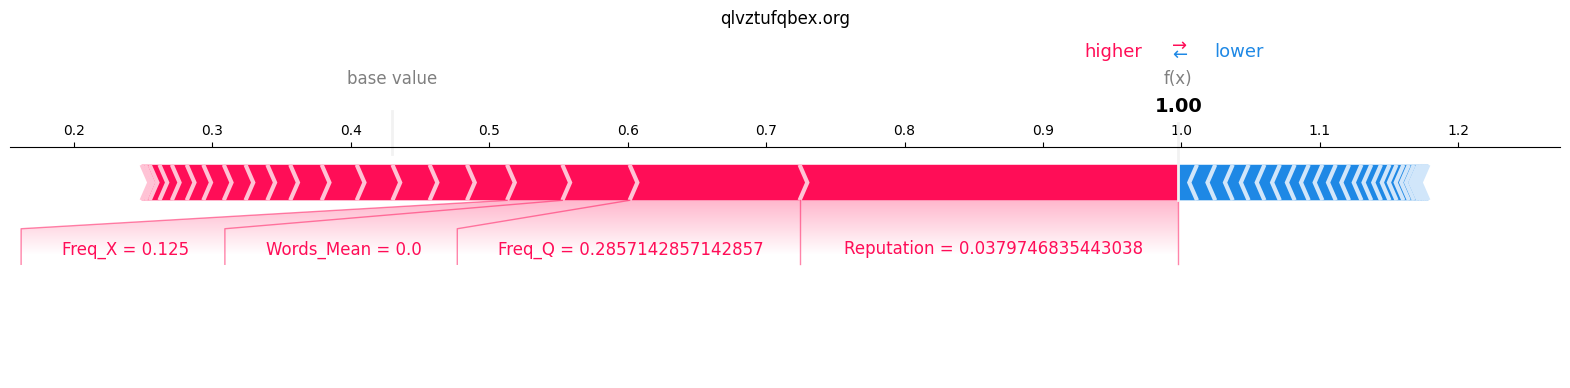 qlvztufqbex.org
higher → ← lower
base value f(x)
1.00
0.2 0.3 0.4 0.5 0.6 0.7 0.8 0.9 1.0 1.1 1.2
Freq_X = 0.125 Words_Mean = 0.0 Freq_Q = 0.2857142857142857 Reputation = 0.0379746835443038